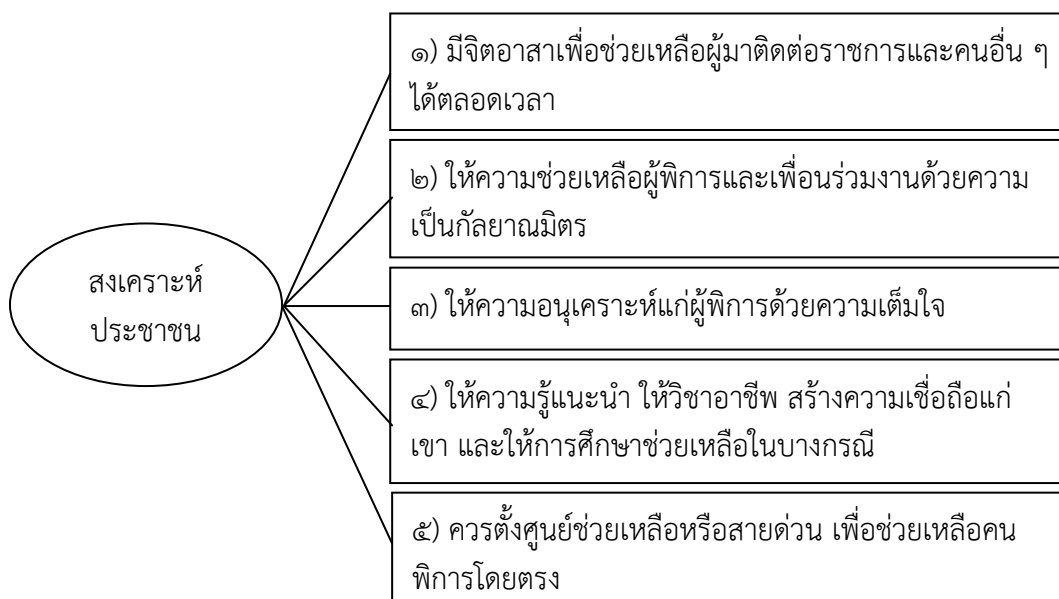 สงเคราะห์
ประชาชน
๑) มีจิตอาสาเพื่อช่วยเหลือผู้มาติดต่อราชการและคนอื่น ๆ
ได้ตลอดเวลา
๒) ให้ความช่วยเหลือผู้พิการและเพื่อนร่วมงานด้วยความ
เป็นกัลยาณมิตร
๓) ให้ความอนุเคราะห์แก่ผู้พิการด้วยความเต็มใจ
๔) ให้ความรู้แนะนำ ให้วิชาอาชีพ สร้างความเชื่อถือแก่
เขา และให้การศึกษาช่วยเหลือในบางกรณี
๕) ควรตั้งศูนย์ช่วยเหลือหรือสายด่วน เพื่อช่วยเหลือคน
พิการโดยตรง